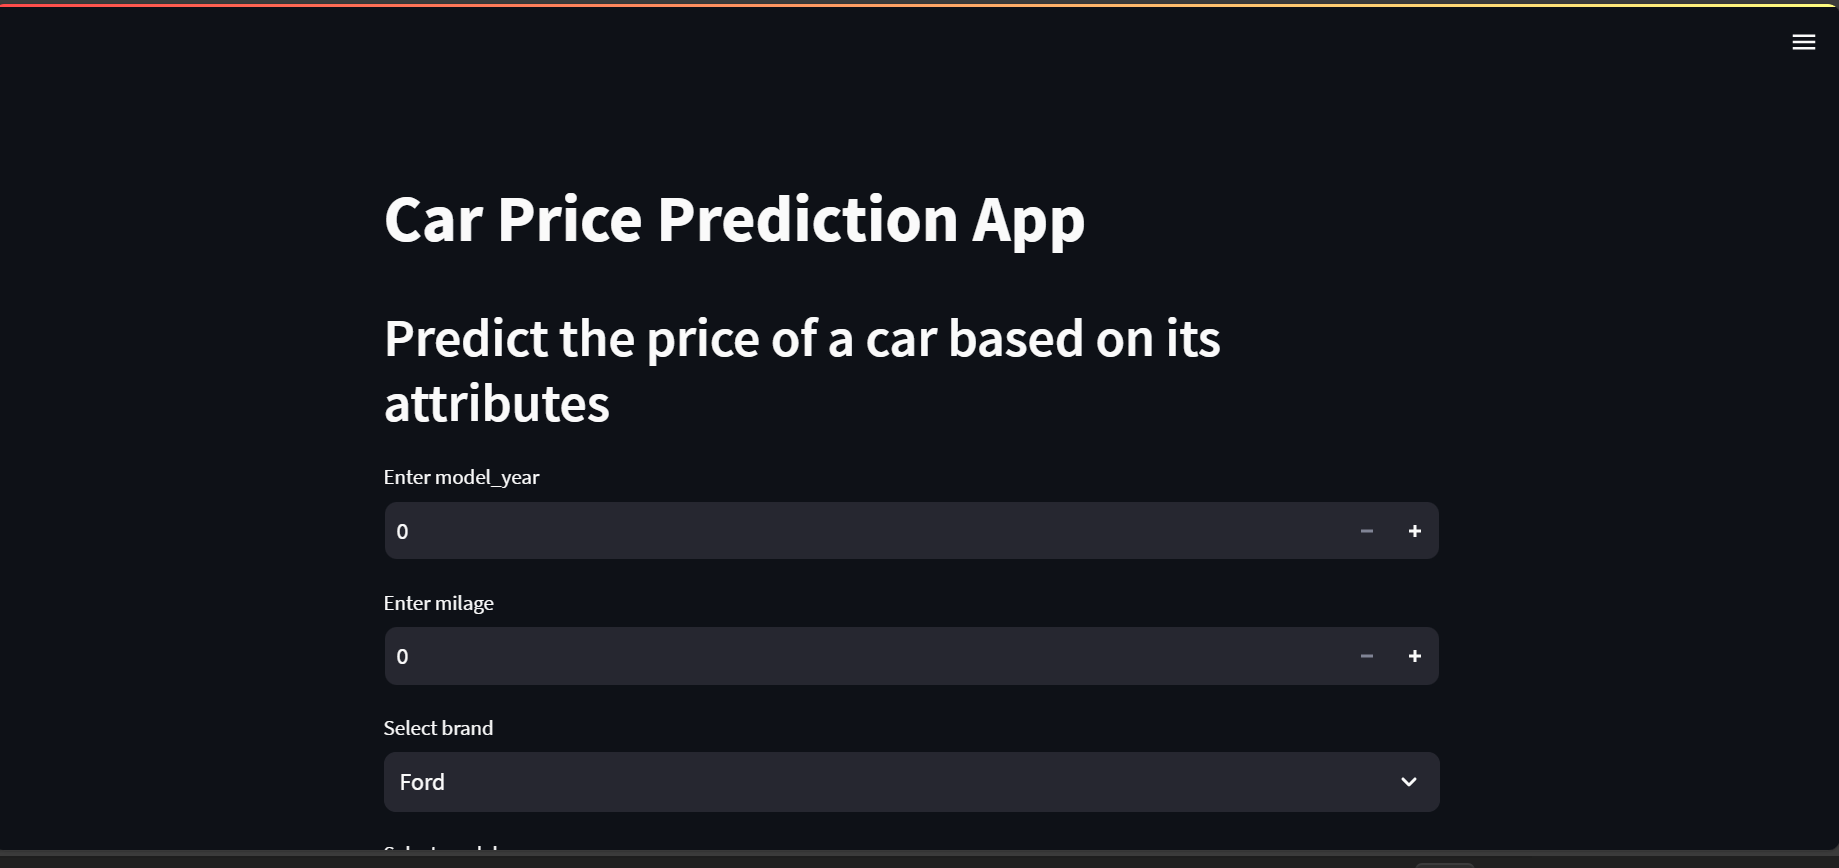 Car Price Prediction App
Predict the price of a car based on its
attributes
Enter model_year
0
Enter milage
0
Select brand
Ford